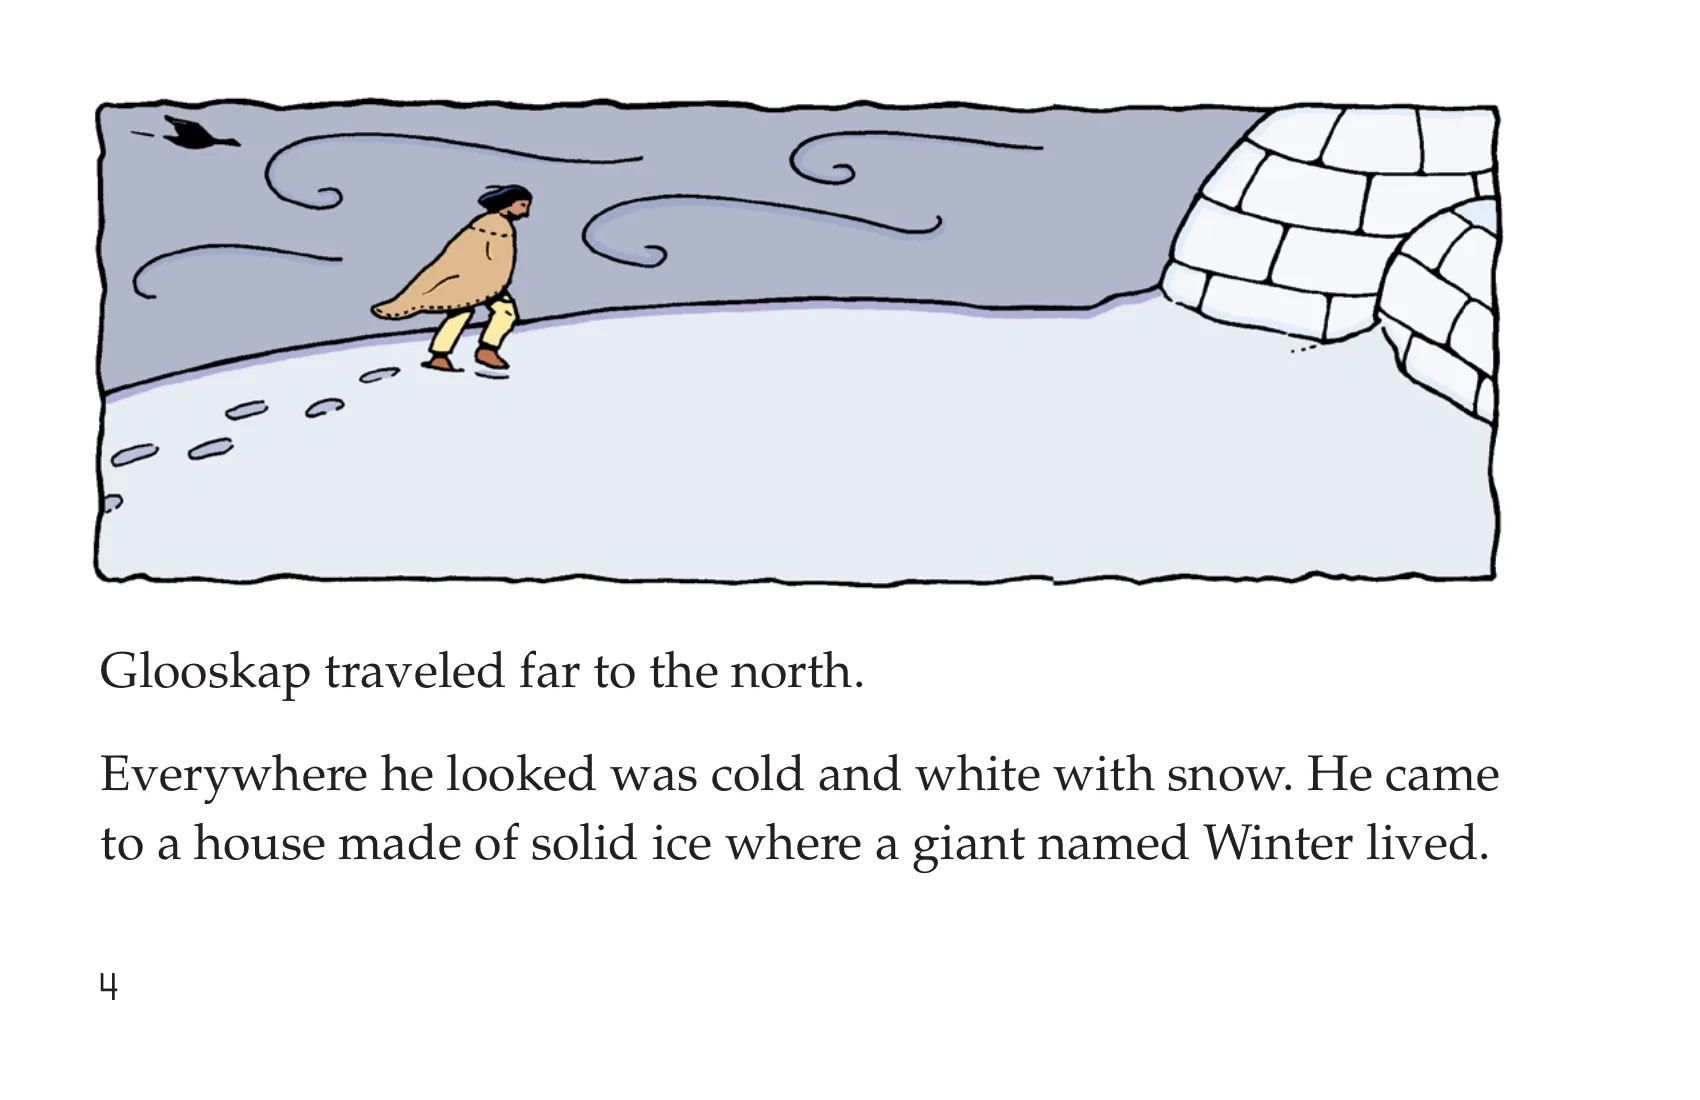 Glooskap traveled far to the north.
Everywhere he looked was cold and white with snow. He came
to a house made of solid ice where a giant named Winter lived.
4